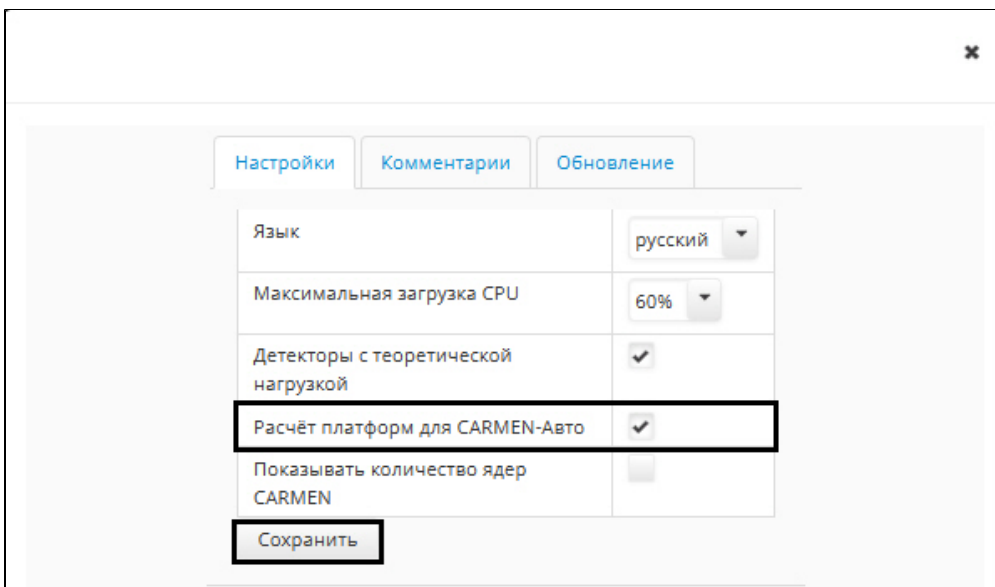 Настройки Комментарии Обновление
Язык русский
Максимальная загрузка CPU 60%
Детекторы с теоретической
нагрузкой
Расчёт платформ для CARMEN-Авто
Показывать количество ядер
CARMEN
Сохранить